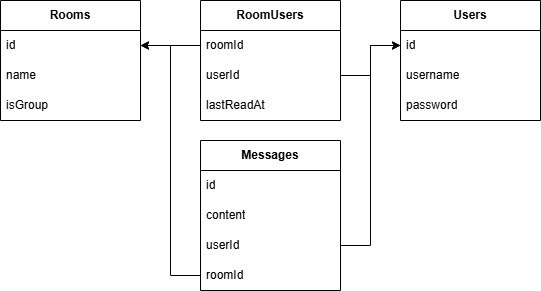 Rooms
id
name
isGroup
RoomUsers
roomId
userId
lastReadAt
Users
id
username
password
Messages
id
content
userId
roomId